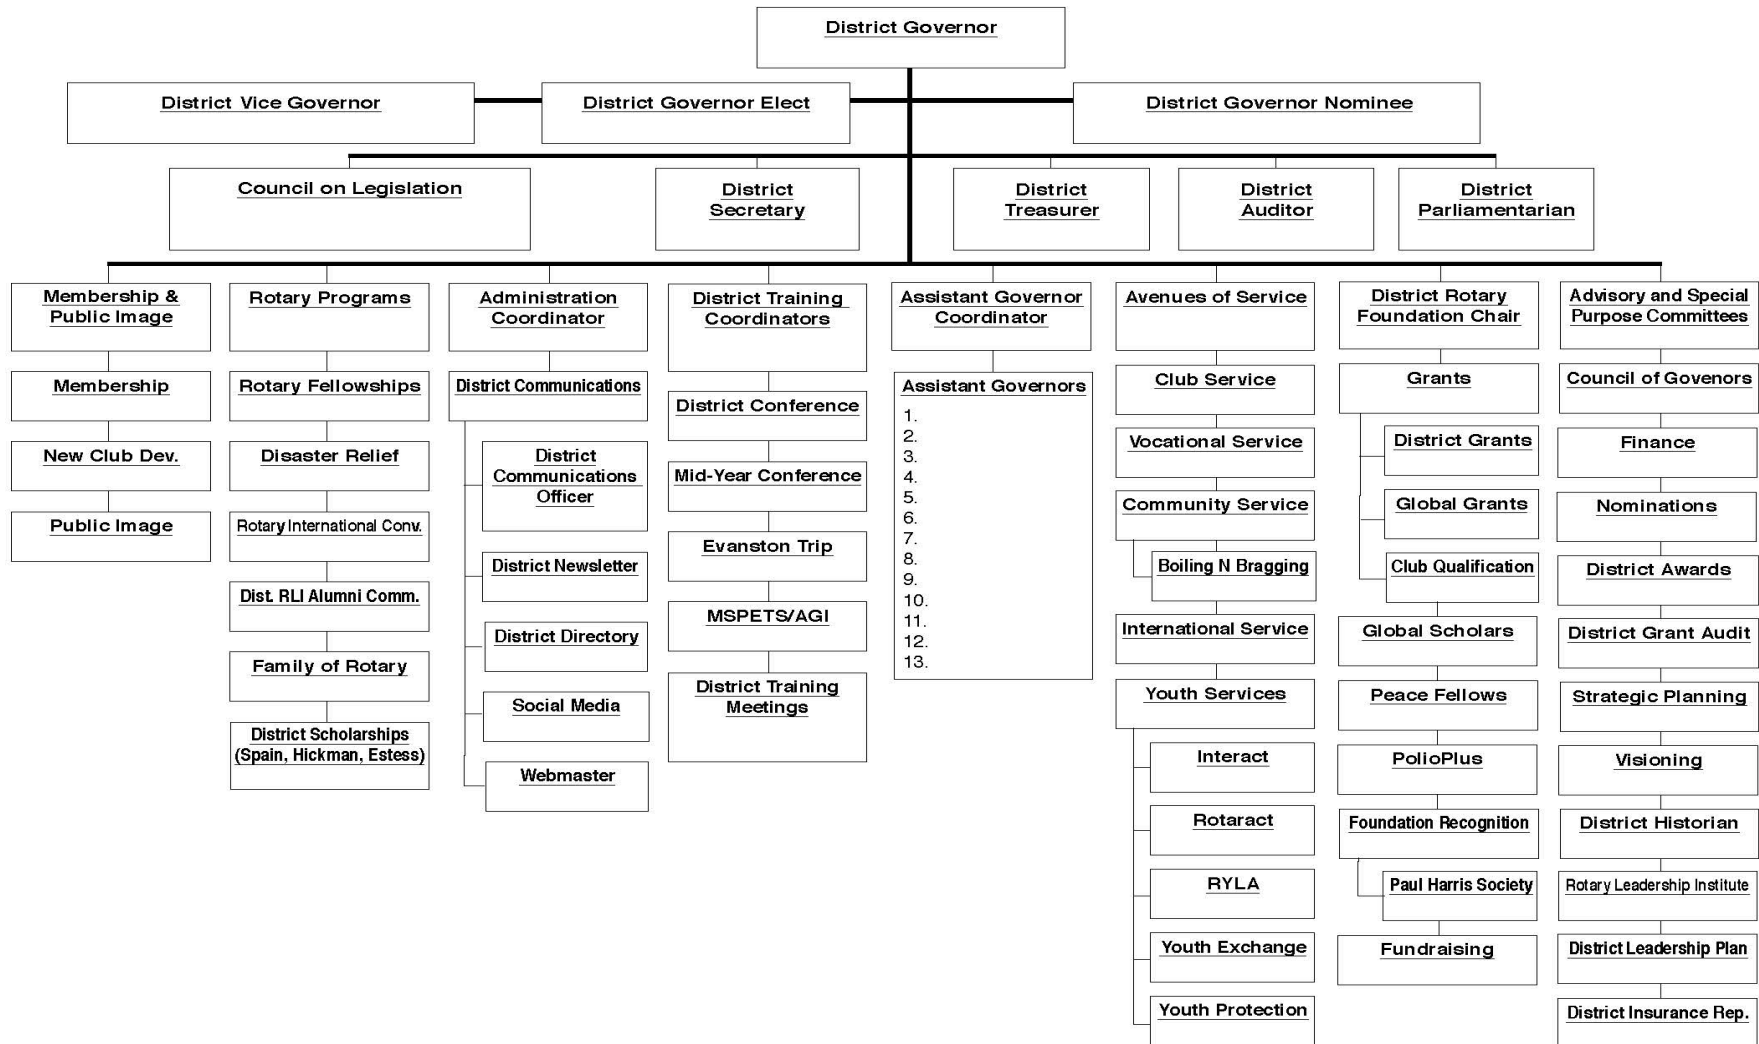 District Governor
District Vice Governor
District Governor Elect
District Governor Nominee
Council on Legislation
District
Secretary
District
Treasurer
District
Auditor
District
Parliamentarian
Membership &
Public Image
Membership
New Club Dev.
Public Image
Rotary Programs
Rotary Fellowships
Disaster Relief
Rotary International Conv.
Dist. RLI Alumni Comm.
Family of Rotary
District Scholarships
(Spain, Hickman, Estess)
Administration
Coordinator
District Communications
District
Communications
Officer
District Newsletter
District Directory
Social Media
Webmaster
District Training
Coordinators
District Conference
Mid-Year Conference
Evanston Trip
MSPETS/AGI
District Training
Meetings
Assistant Governor
Coordinator
Assistant Governors
1.
2.
3.
4.
5.
6.
7.
8.
9.
10.
11.
12.
13.
Avenues of Service
Club Service
Vocational Service
Community Service
Boiling N Bragging
International Service
Youth Services
Interact
Rotaract
RYLA
Youth Exchange
Youth Protection
District Rotary
Foundation Chair
Grants
District Grants
Global Grants
Club Qualification
Global Scholars
Peace Fellows
PolioPlus
Foundation Recognition
Paul Harris Society
Fundraising
Advisory and Special
Purpose Committees
Council of Govenors
Finance
Nominations
District Awards
District Grant Audit
Strategic Planning
Visioning
District Historian
Rotary Leadership Institute
District Leadership Plan
District Insurance Rep.